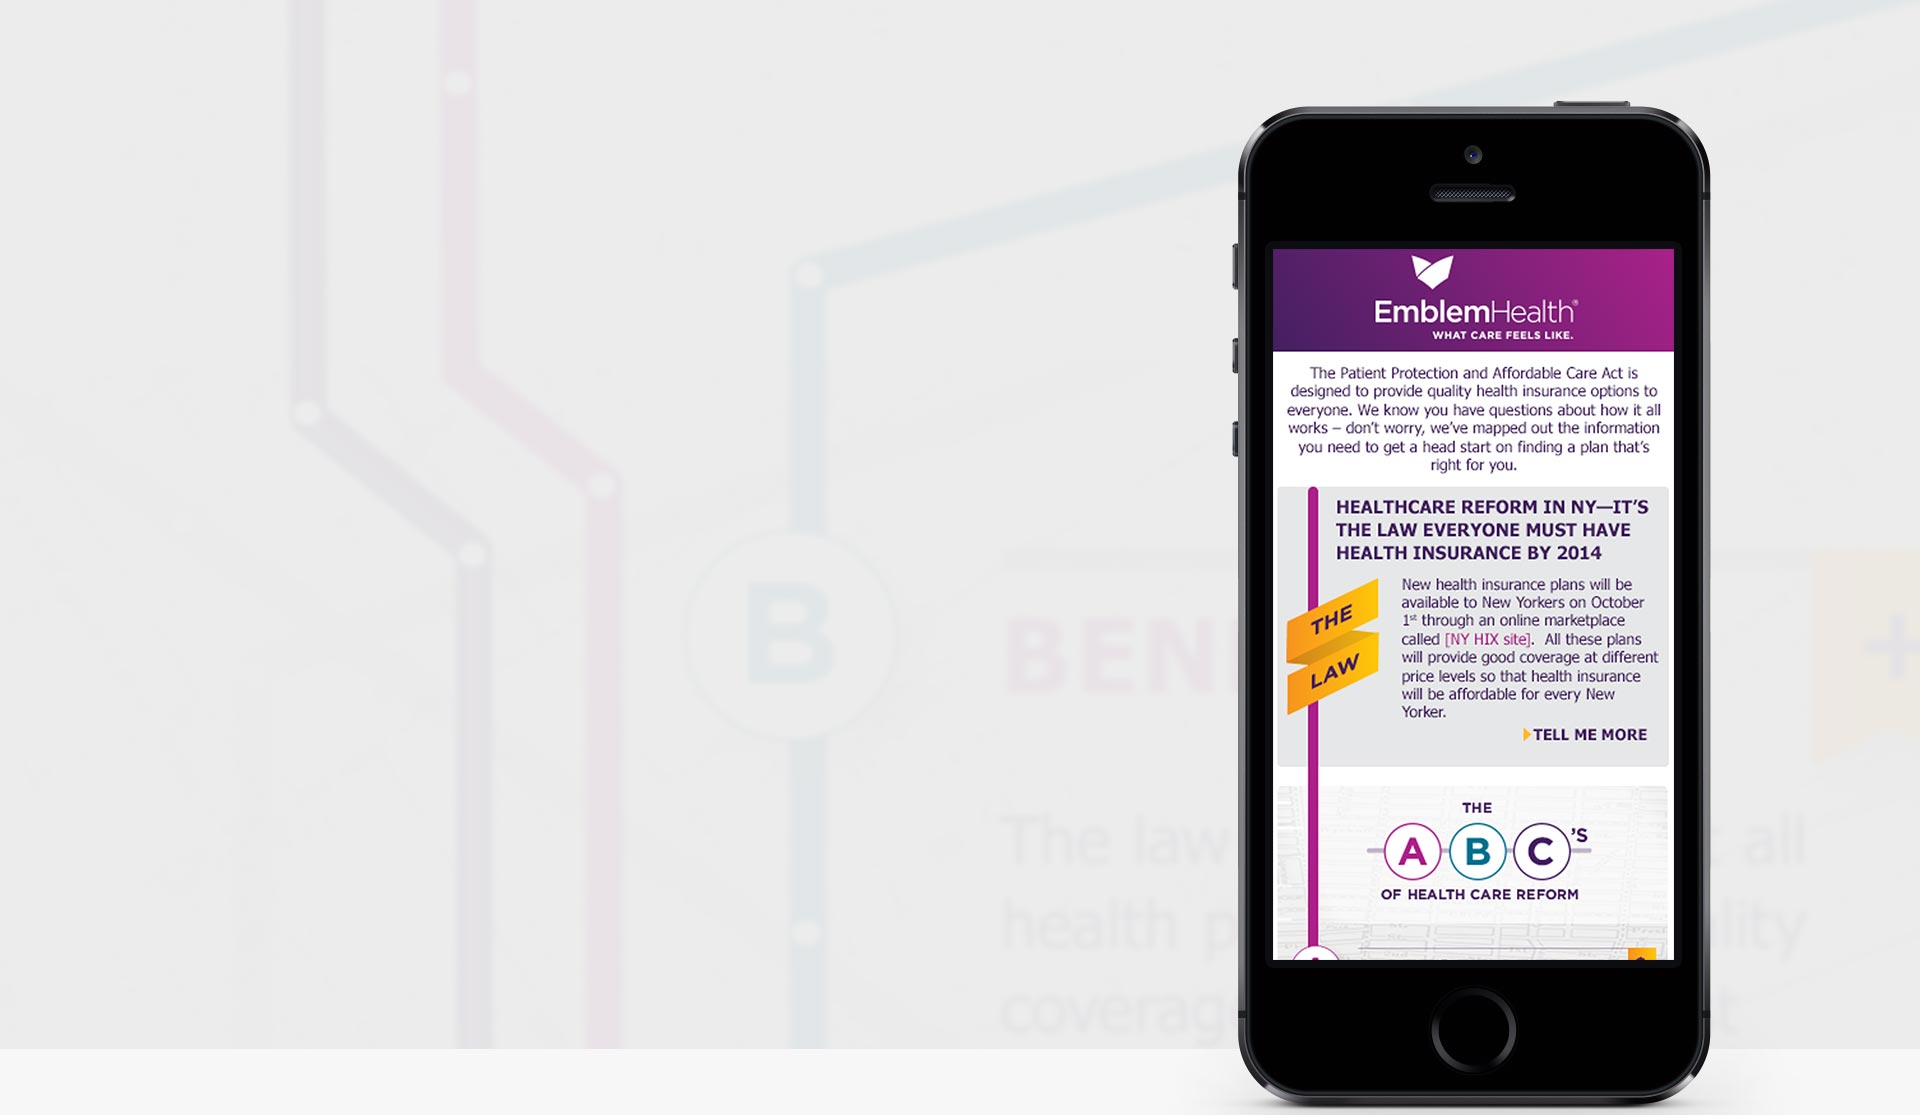 EmblemHealth®
WHAT CARE FEELS LIKE.
The Patient Protection and Affordable Care Act is
designed to provide quality health insurance options to
everyone. We know you have questions about how it all
works – don't worry, we've mapped out the information
you need to get a head start on finding a plan that's
right for you.
HEALTHCARE REFORM IN NY—IT'S
THE LAW EVERYONE MUST HAVE
HEALTH INSURANCE BY 2014
THE
LAW
New health insurance plans will be
available to New Yorkers on October
1st through an online marketplace
called [NY HIX site].  All these plans
will provide good coverage at different
price levels so that health insurance
will be affordable for every New
Yorker.
TELL ME MORE
THE
A B C 'S
OF HEALTH CARE REFORM
B
The law
all
health
coverage